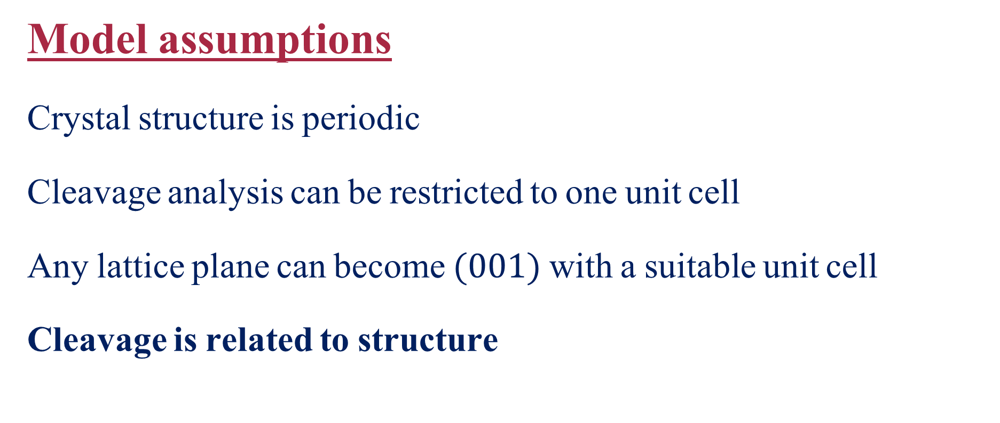 Model assumptions
Crystal structure is periodic
Cleavage analysis can be restricted to one unit cell
Any lattice plane can become (001) with a suitable unit cell
Cleavage is related to structure